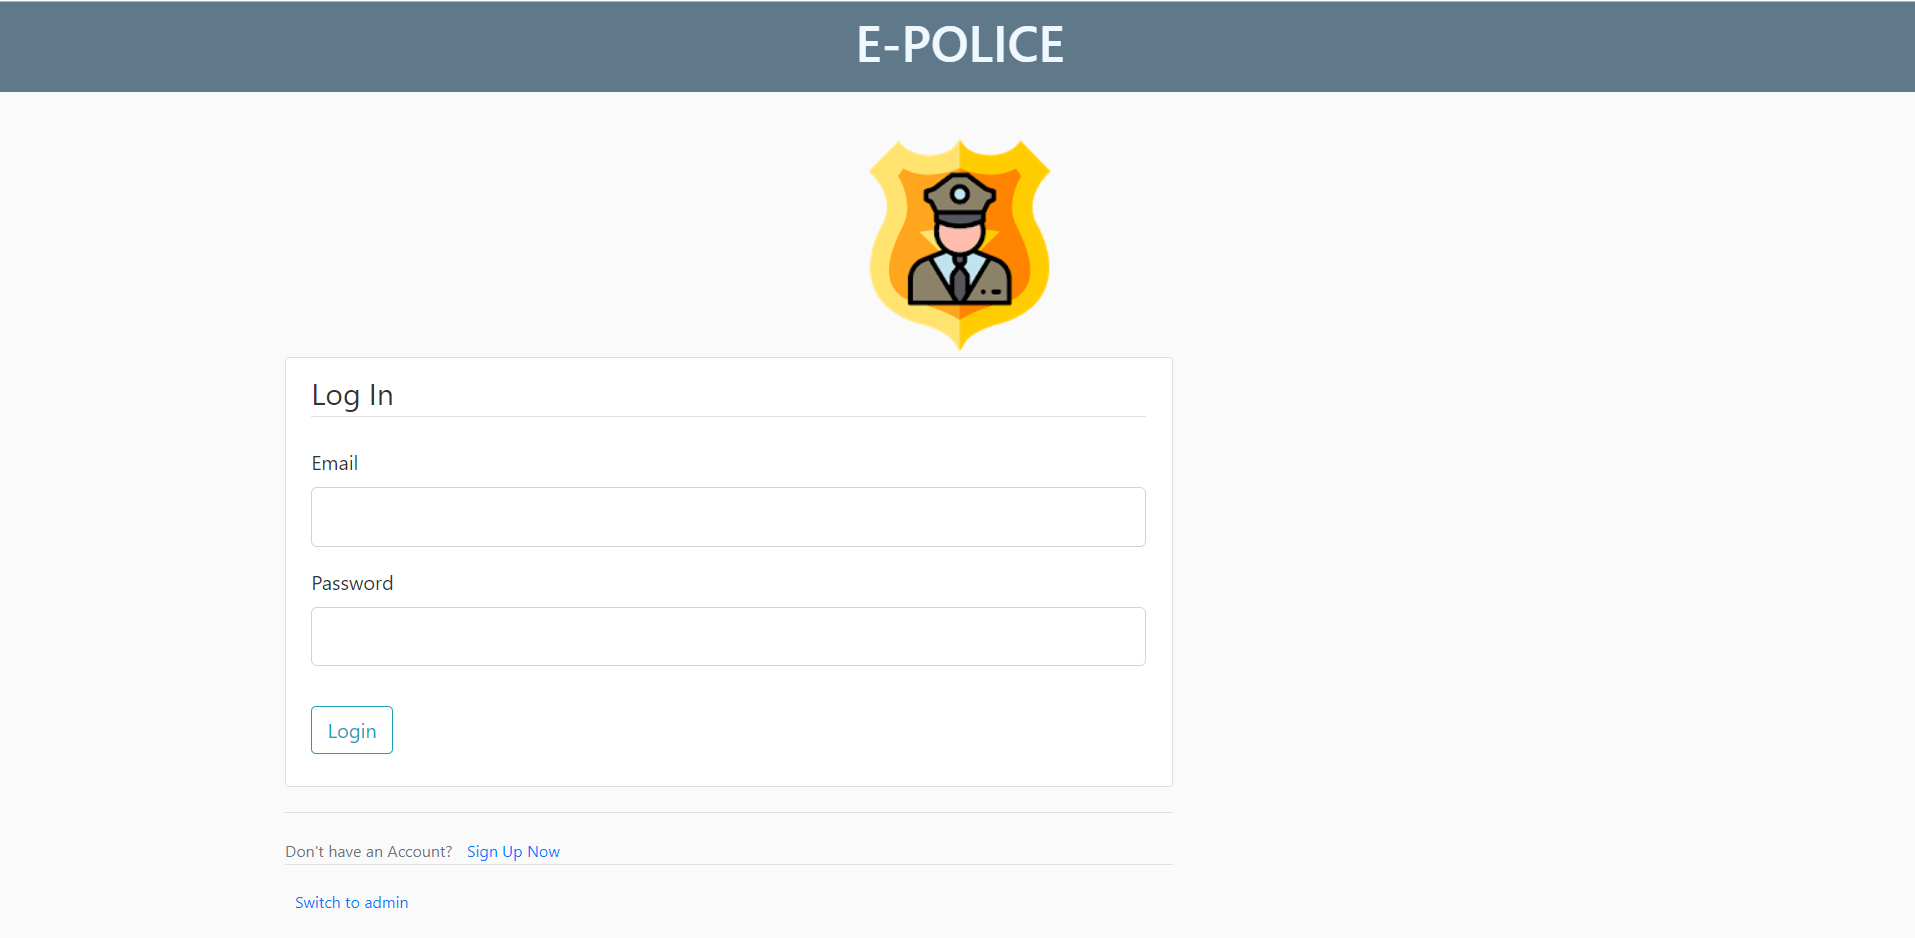 E-POLICE
Log In
Email
Password
Login
Don't have an Account? Sign Up Now
Switch to admin